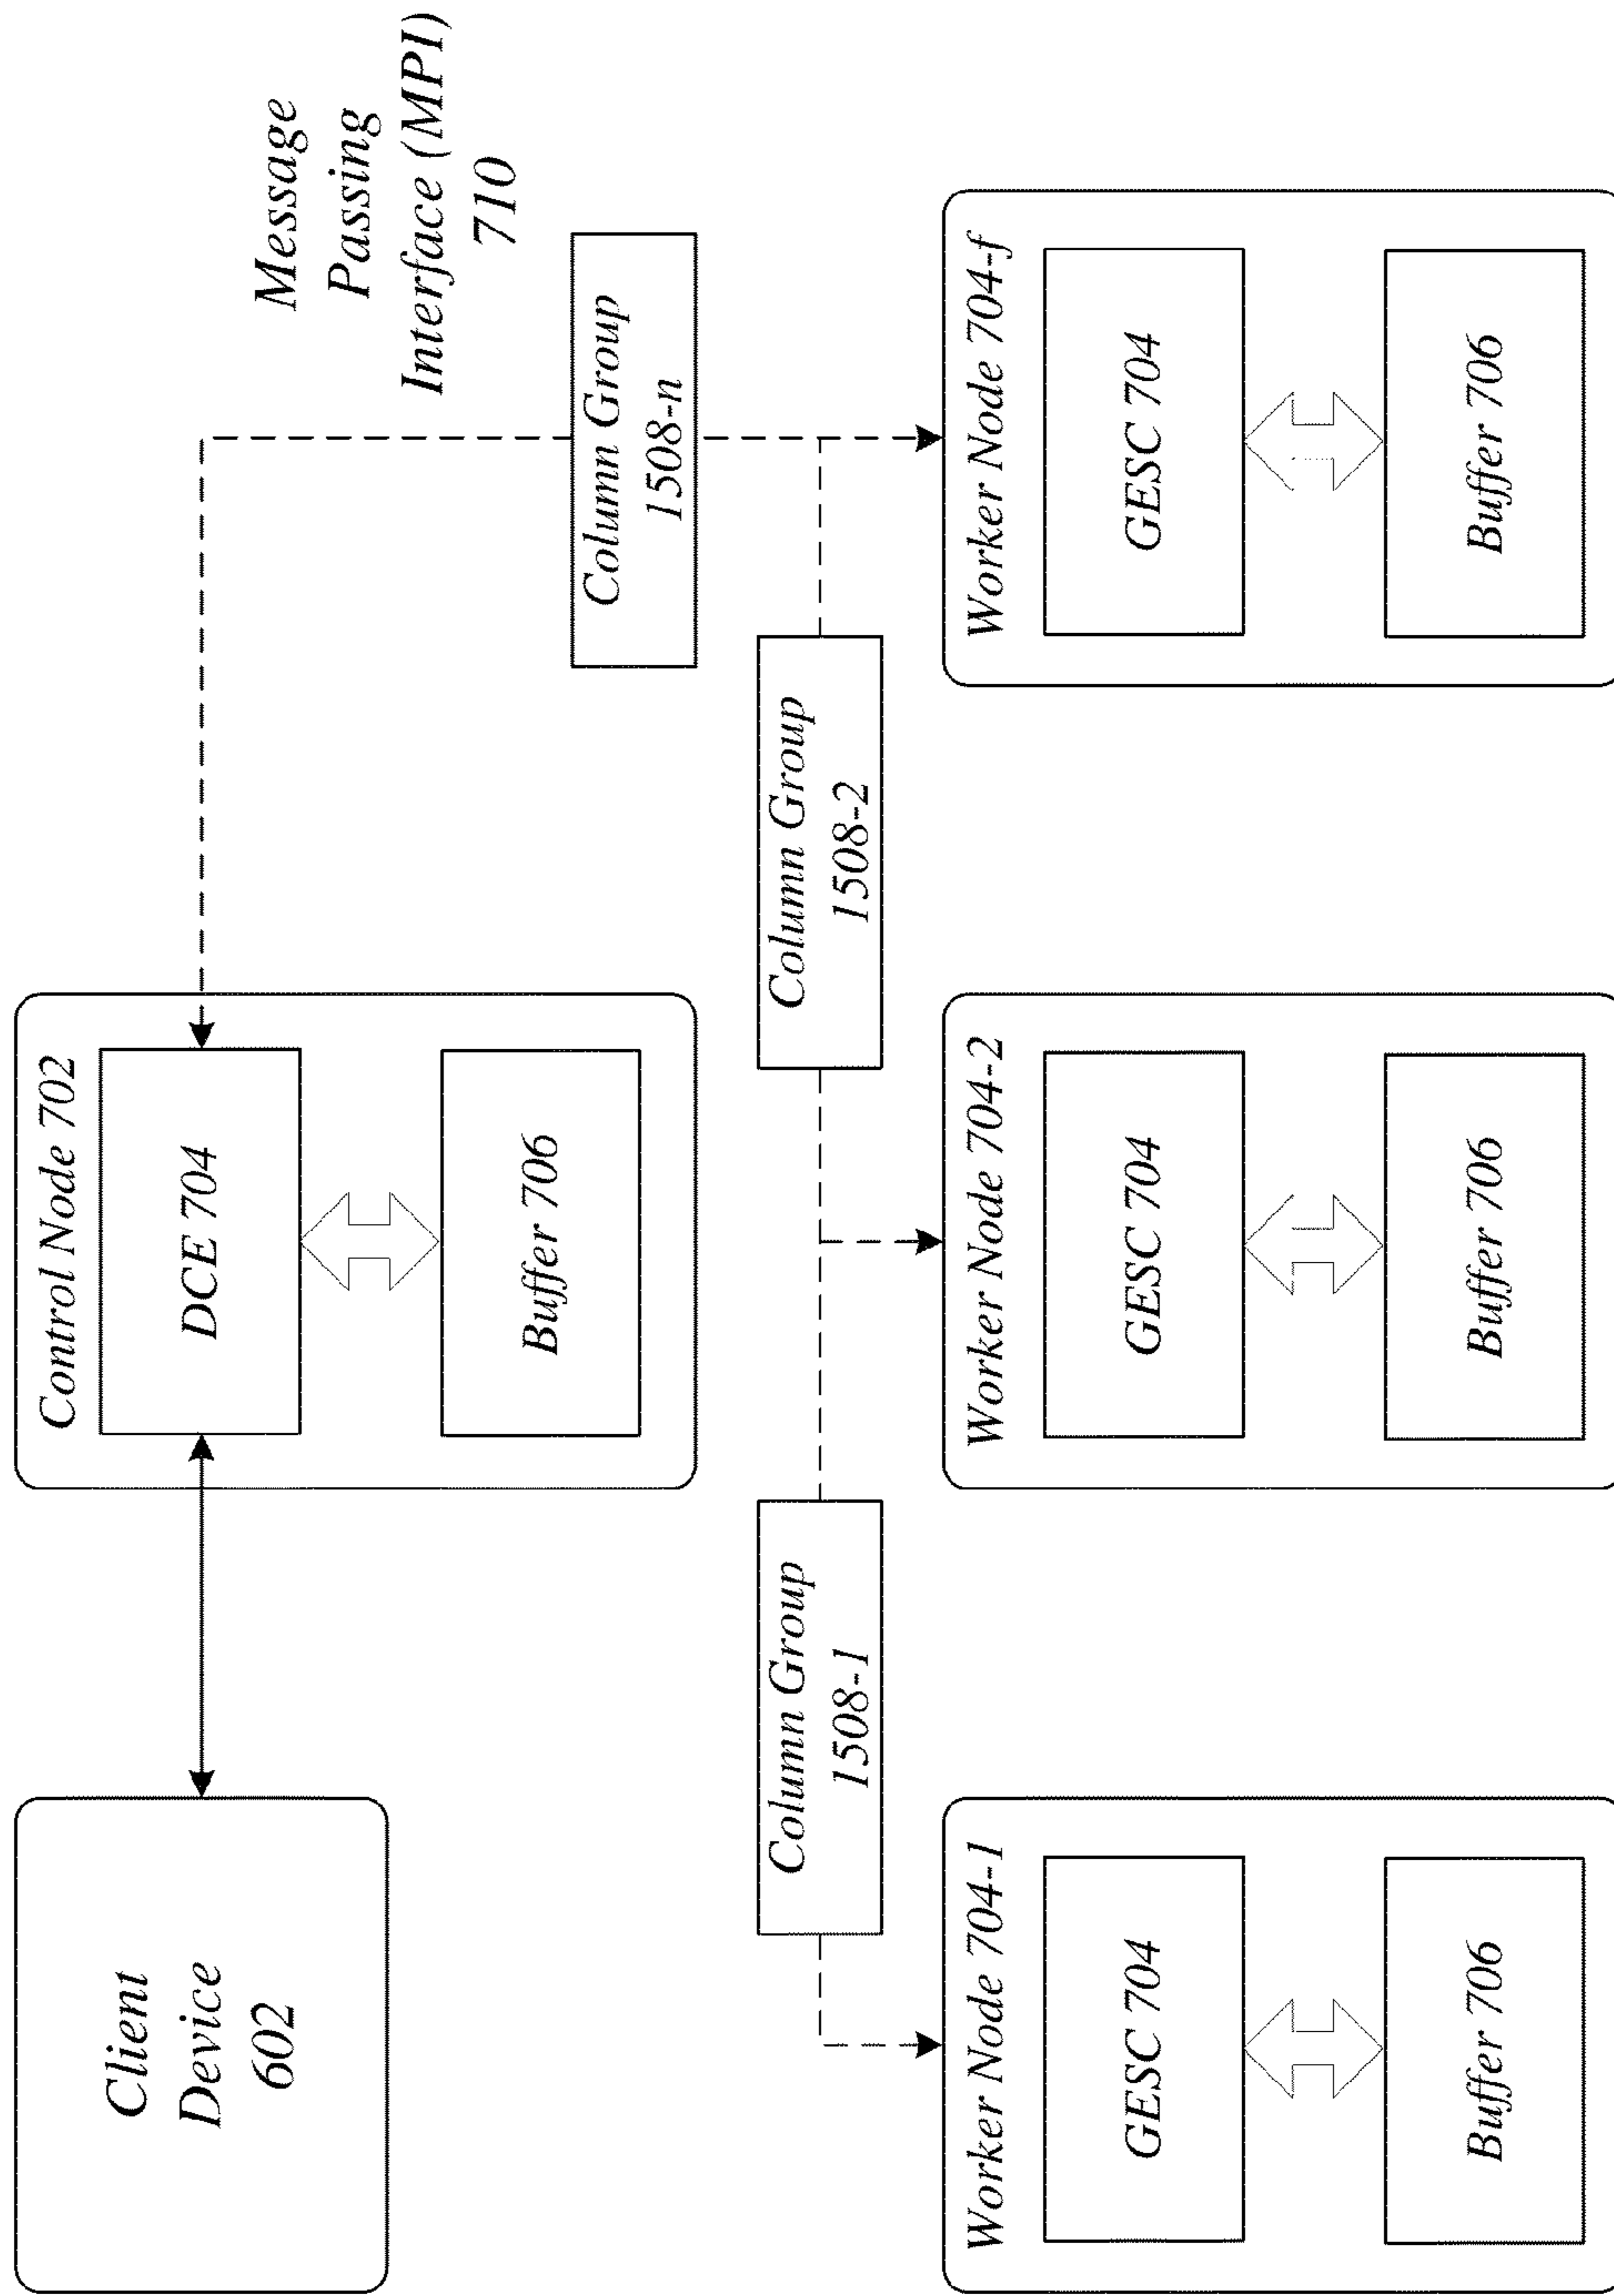 Client
Device
602
Control Node 702
DCE 704
Buffer 706
Message
Passing
Interface (MPI)
710
Column Group
1508-n
Column Group
1508-1
Column Group
1508-2
Worker Node 704-1
GESC 704
Buffer 706
Worker Node 704-2
GESC 704
Buffer 706
Worker Node 704-f
GESC 704
Buffer 706